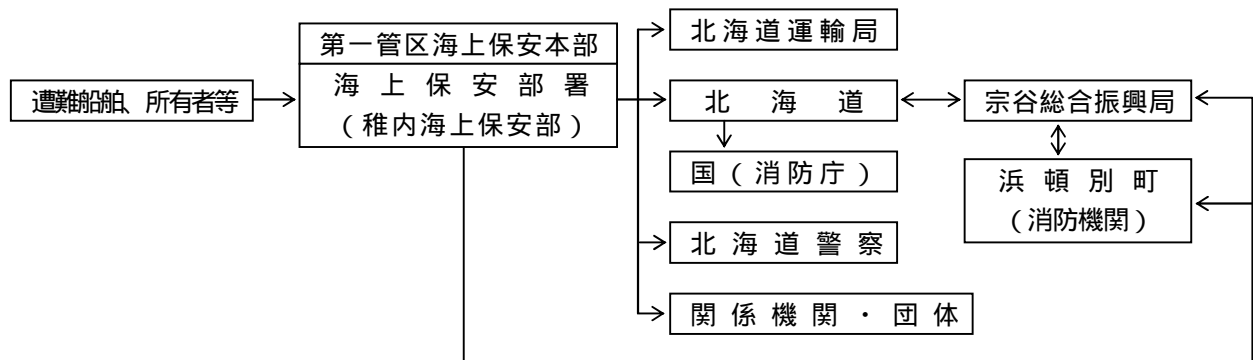 遭難船舶、所有者等
第一管区海上保安本部
海上保安部署
（稚内海上保安部）
北海道運輸局
北海道
国（消防庁）
北海道警察
関係機関・団体
宗谷総合振興局
浜頓別町
（消防機関）